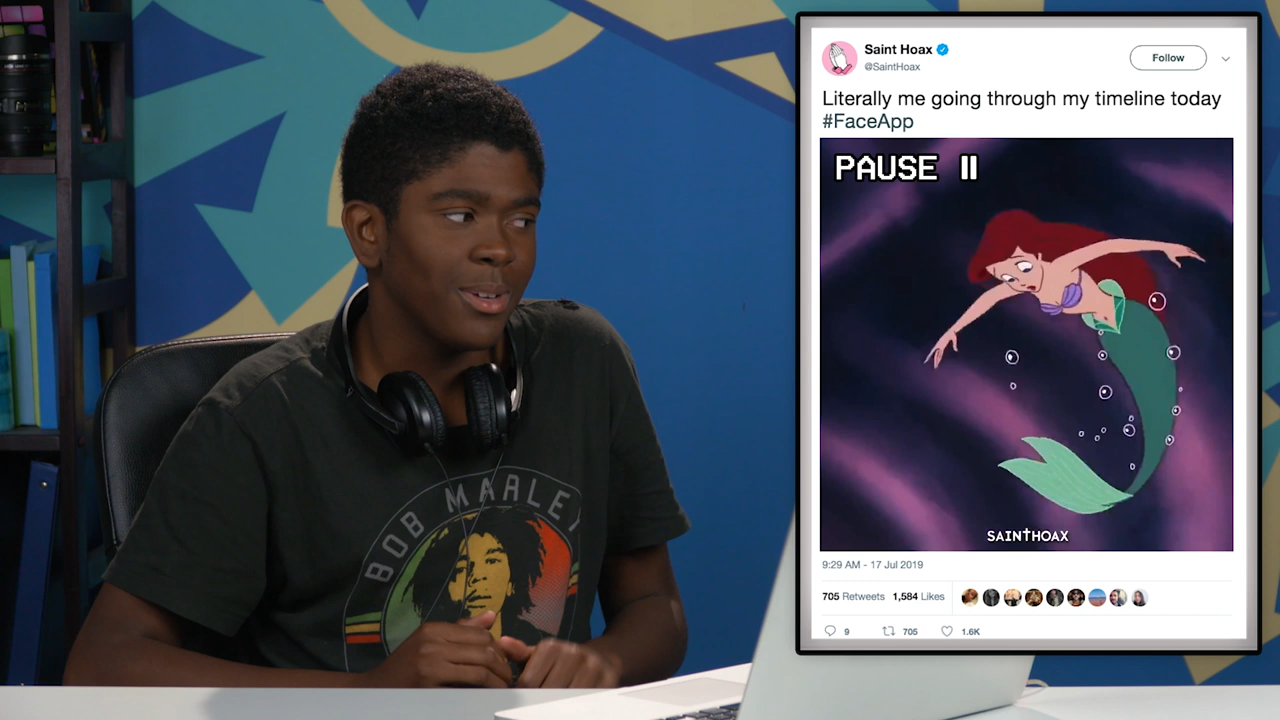 BOB MARLEY
Saint Hoax
@SaintHoax
Follow
Literally me going through my timeline today
#FaceApp
PAUSE II
SAINTHOAX
9:29 AM - 17 Jul 2019
705 Retweets 1,584 Likes
9 705 1.6K